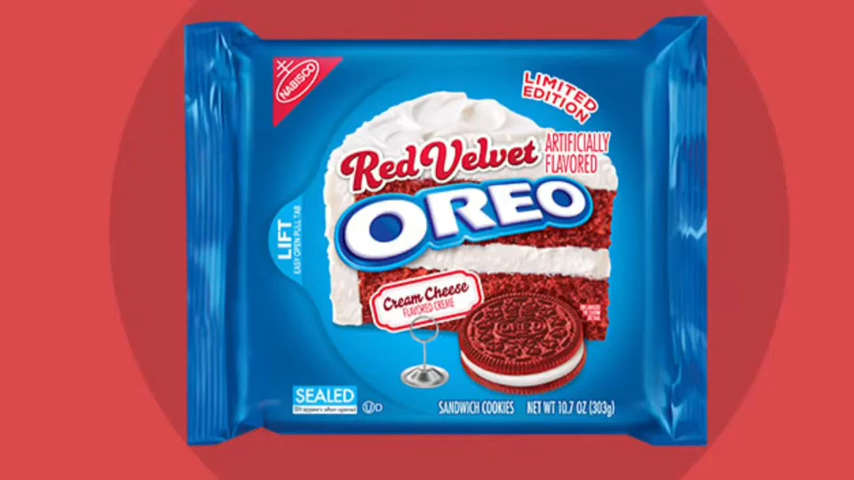 NABISCO
LIMITED
EDITION
Red Velvet
ARTIFICIALLY
FLAVORED
OREO
LIFT
EASY OPEN PULL TAB
Cream Cheese
FLAVORED CREME
OREO
SEALED
SANDWICH COOKIES NET WT 10.7 OZ (303g)